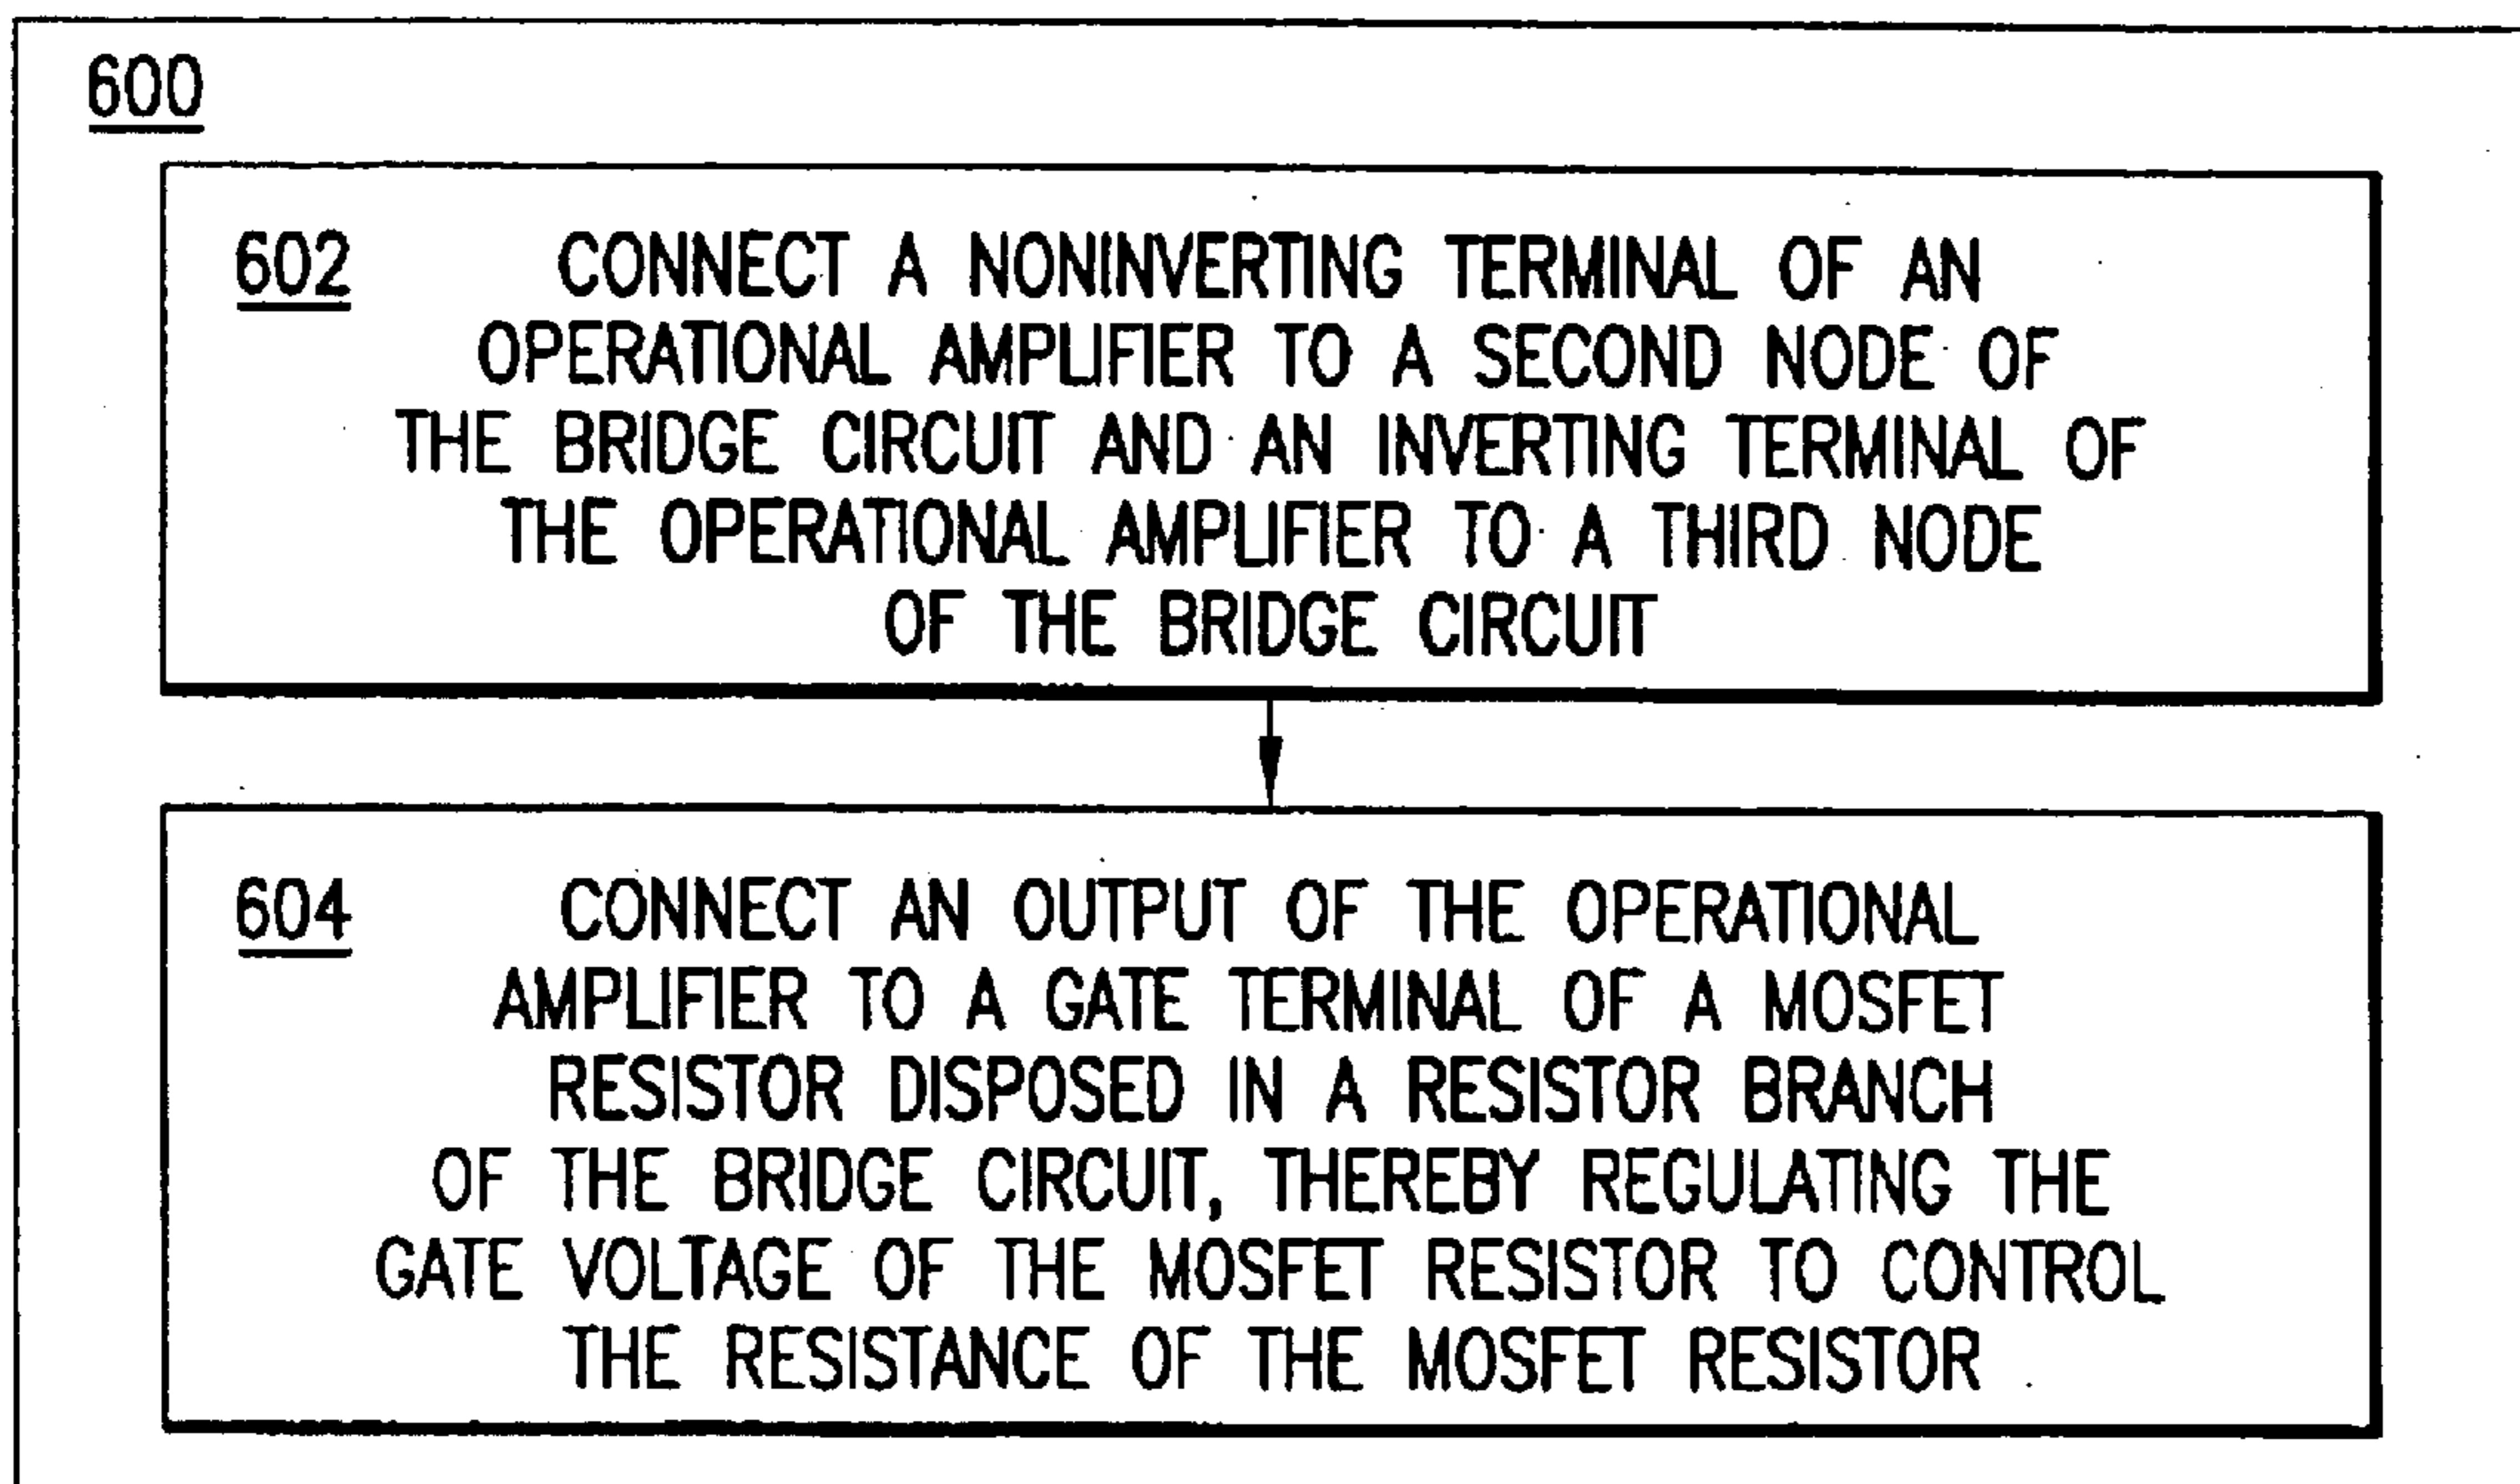 600
602 CONNECT A NONINVERTING TERMINAL OF AN
OPERATIONAL AMPLIFIER TO A SECOND NODE OF
THE BRIDGE CIRCUIT AND AN INVERTING TERMINAL OF
THE OPERATIONAL AMPLIFIER TO A THIRD NODE
OF THE BRIDGE CIRCUIT
604 CONNECT AN OUTPUT OF THE OPERATIONAL
AMPLIFIER TO A GATE TERMINAL OF A MOSFET
RESISTOR DISPOSED IN A RESISTOR BRANCH
OF THE BRIDGE CIRCUIT, THEREBY REGULATING THE
GATE VOLTAGE OF THE MOSFET RESISTOR TO CONTROL
THE RESISTANCE OF THE MOSFET RESISTOR